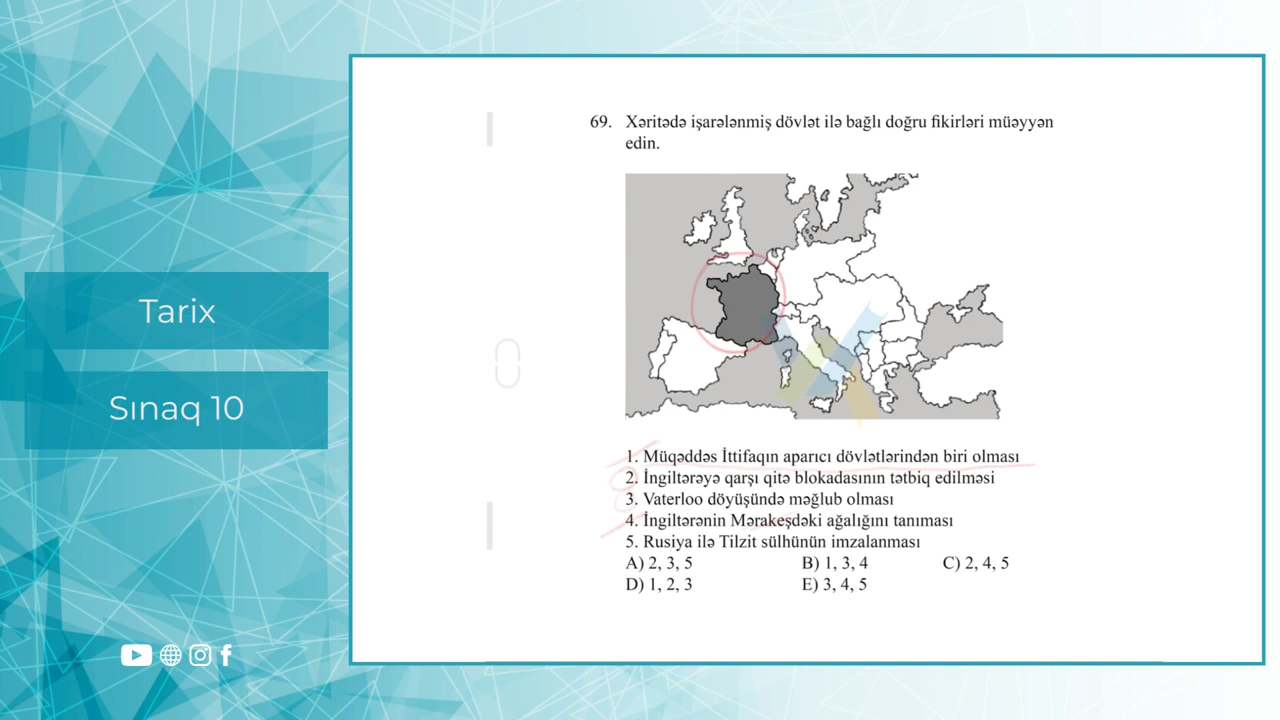 Tarix
Sınaq 10
69. Xəritədə işarələnmiş dövlət ilə bağlı doğru fikirləri müəyyən
edin.
1. Müqəddəs İttifaqın aparıcı dövlətlərindən biri olması
2. İngiltərəyə qarşı qitə blokadasının tətbiq edilməsi
3. Vaterloo döyüşündə məğlub olması
4. İngiltərənin Mərakeşdəki ağalığını tanıması
5. Rusiya ilə Tilzit sülhünün imzalanması
A) 2, 3, 5 B) 1, 3, 4 C) 2, 4, 5
D) 1, 2, 3 E) 3, 4, 5